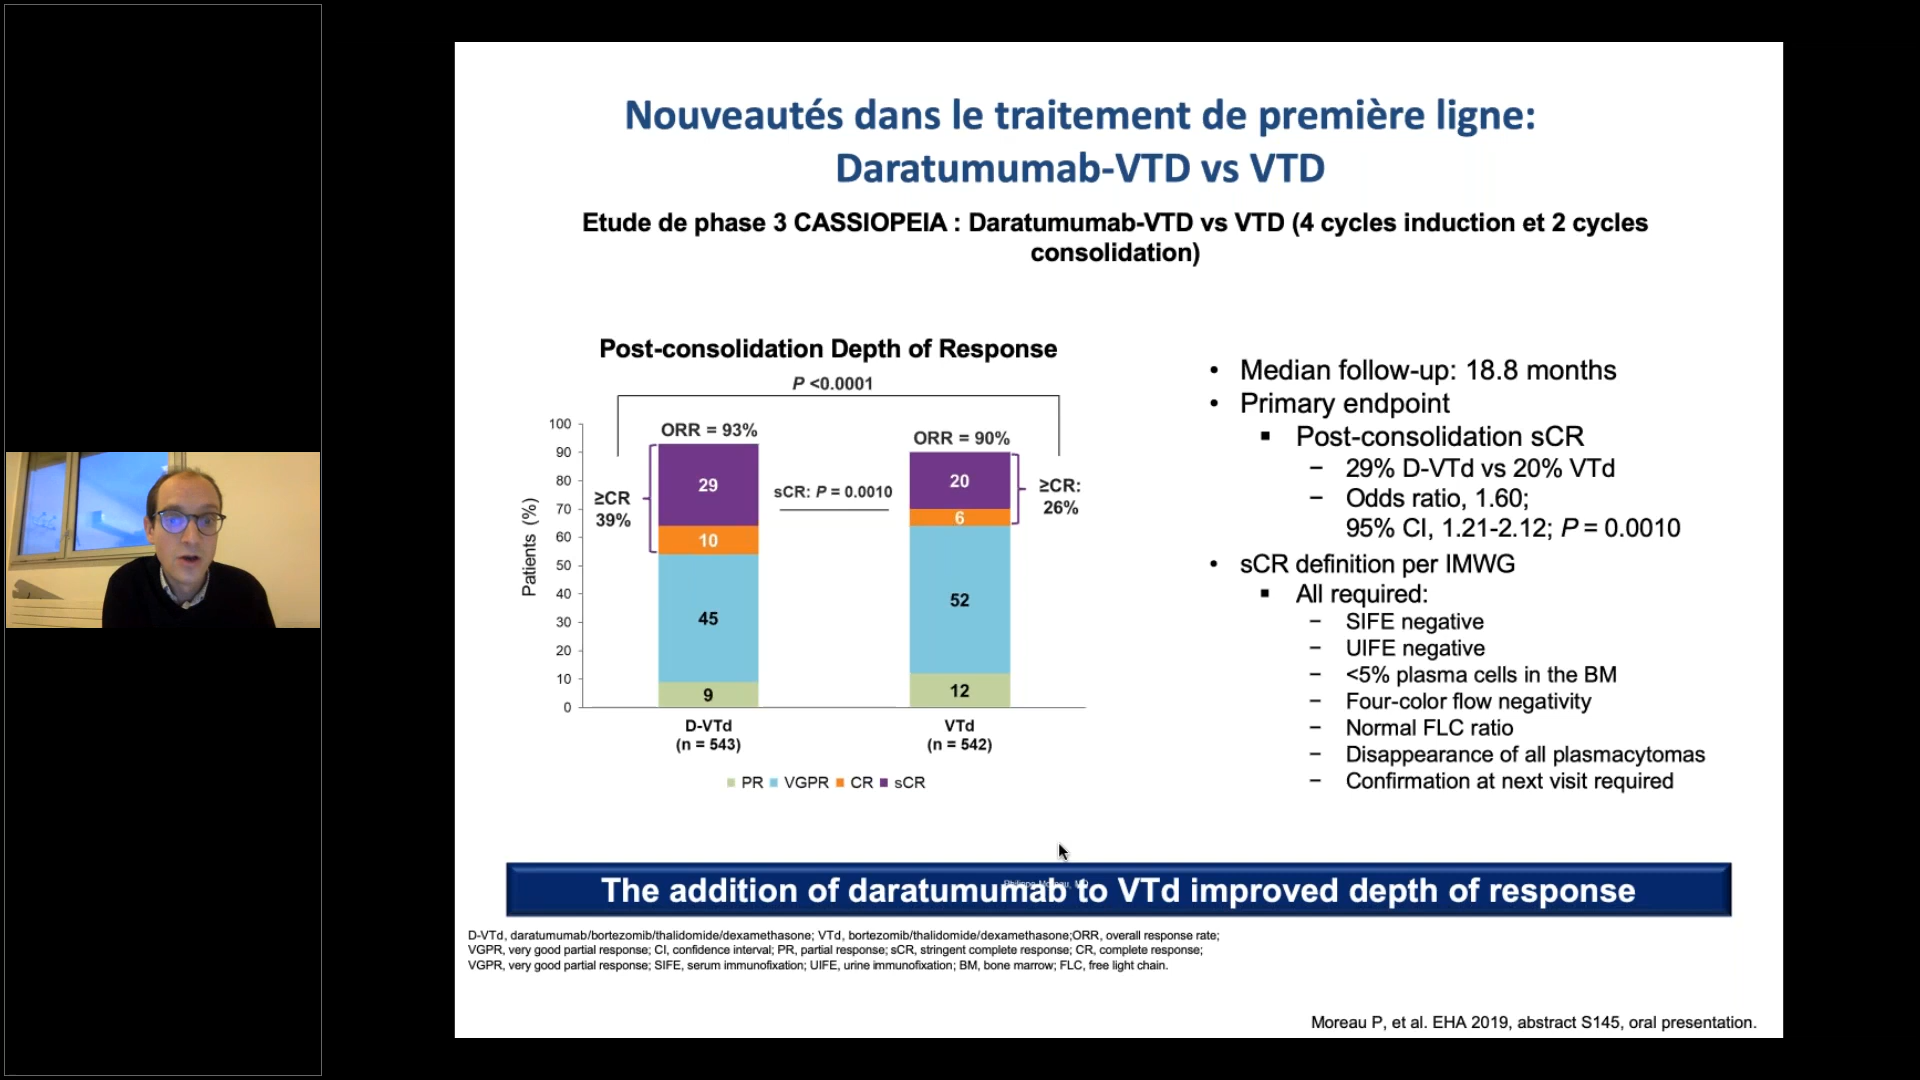 Nouveautés dans le traitement de première ligne:
Daratumumab-VTD vs VTD
Etude de phase 3 CASSIOPEIA : Daratumumab-VTD vs VTD (4 cycles induction et 2 cycles
consolidation)
Post-consolidation Depth of Response
P <0.0001
Patients (%)
100
90
80
70
60
50
40
30
20
10
0
ORR = 93%
29
10
45
9
≥CR
39%
sCR: P = 0.0010
ORR = 90%
20
6
52
12
≥CR:
26%
D-VTd
(n = 543)
VTd
(n = 542)
PR VGPR CR sCR
• Median follow-up: 18.8 months
• Primary endpoint
▪ Post-consolidation sCR
− 29% D-VTd vs 20% VTd
− Odds ratio, 1.60;
95% CI, 1.21-2.12; P = 0.0010
• sCR definition per IMWG
▪ All required:
− SIFE negative
− UIFE negative
− <5% plasma cells in the BM
− Four-color flow negativity
− Normal FLC ratio
− Disappearance of all plasmacytomas
− Confirmation at next visit required
The addition of daratumumab to VTd improved depth of response
D-VTd, daratumumab/bortezomib/thalidomide/dexamethasone; VTd, bortezomib/thalidomide/dexamethasone;ORR, overall response rate;
VGPR, very good partial response; CI, confidence interval; PR, partial response; sCR, stringent complete response; CR, complete response;
VGPR, very good partial response; SIFE, serum immunofixation; UIFE, urine immunofixation; BM, bone marrow; FLC, free light chain.
Moreau P, et al. EHA 2019, abstract S145, oral presentation.